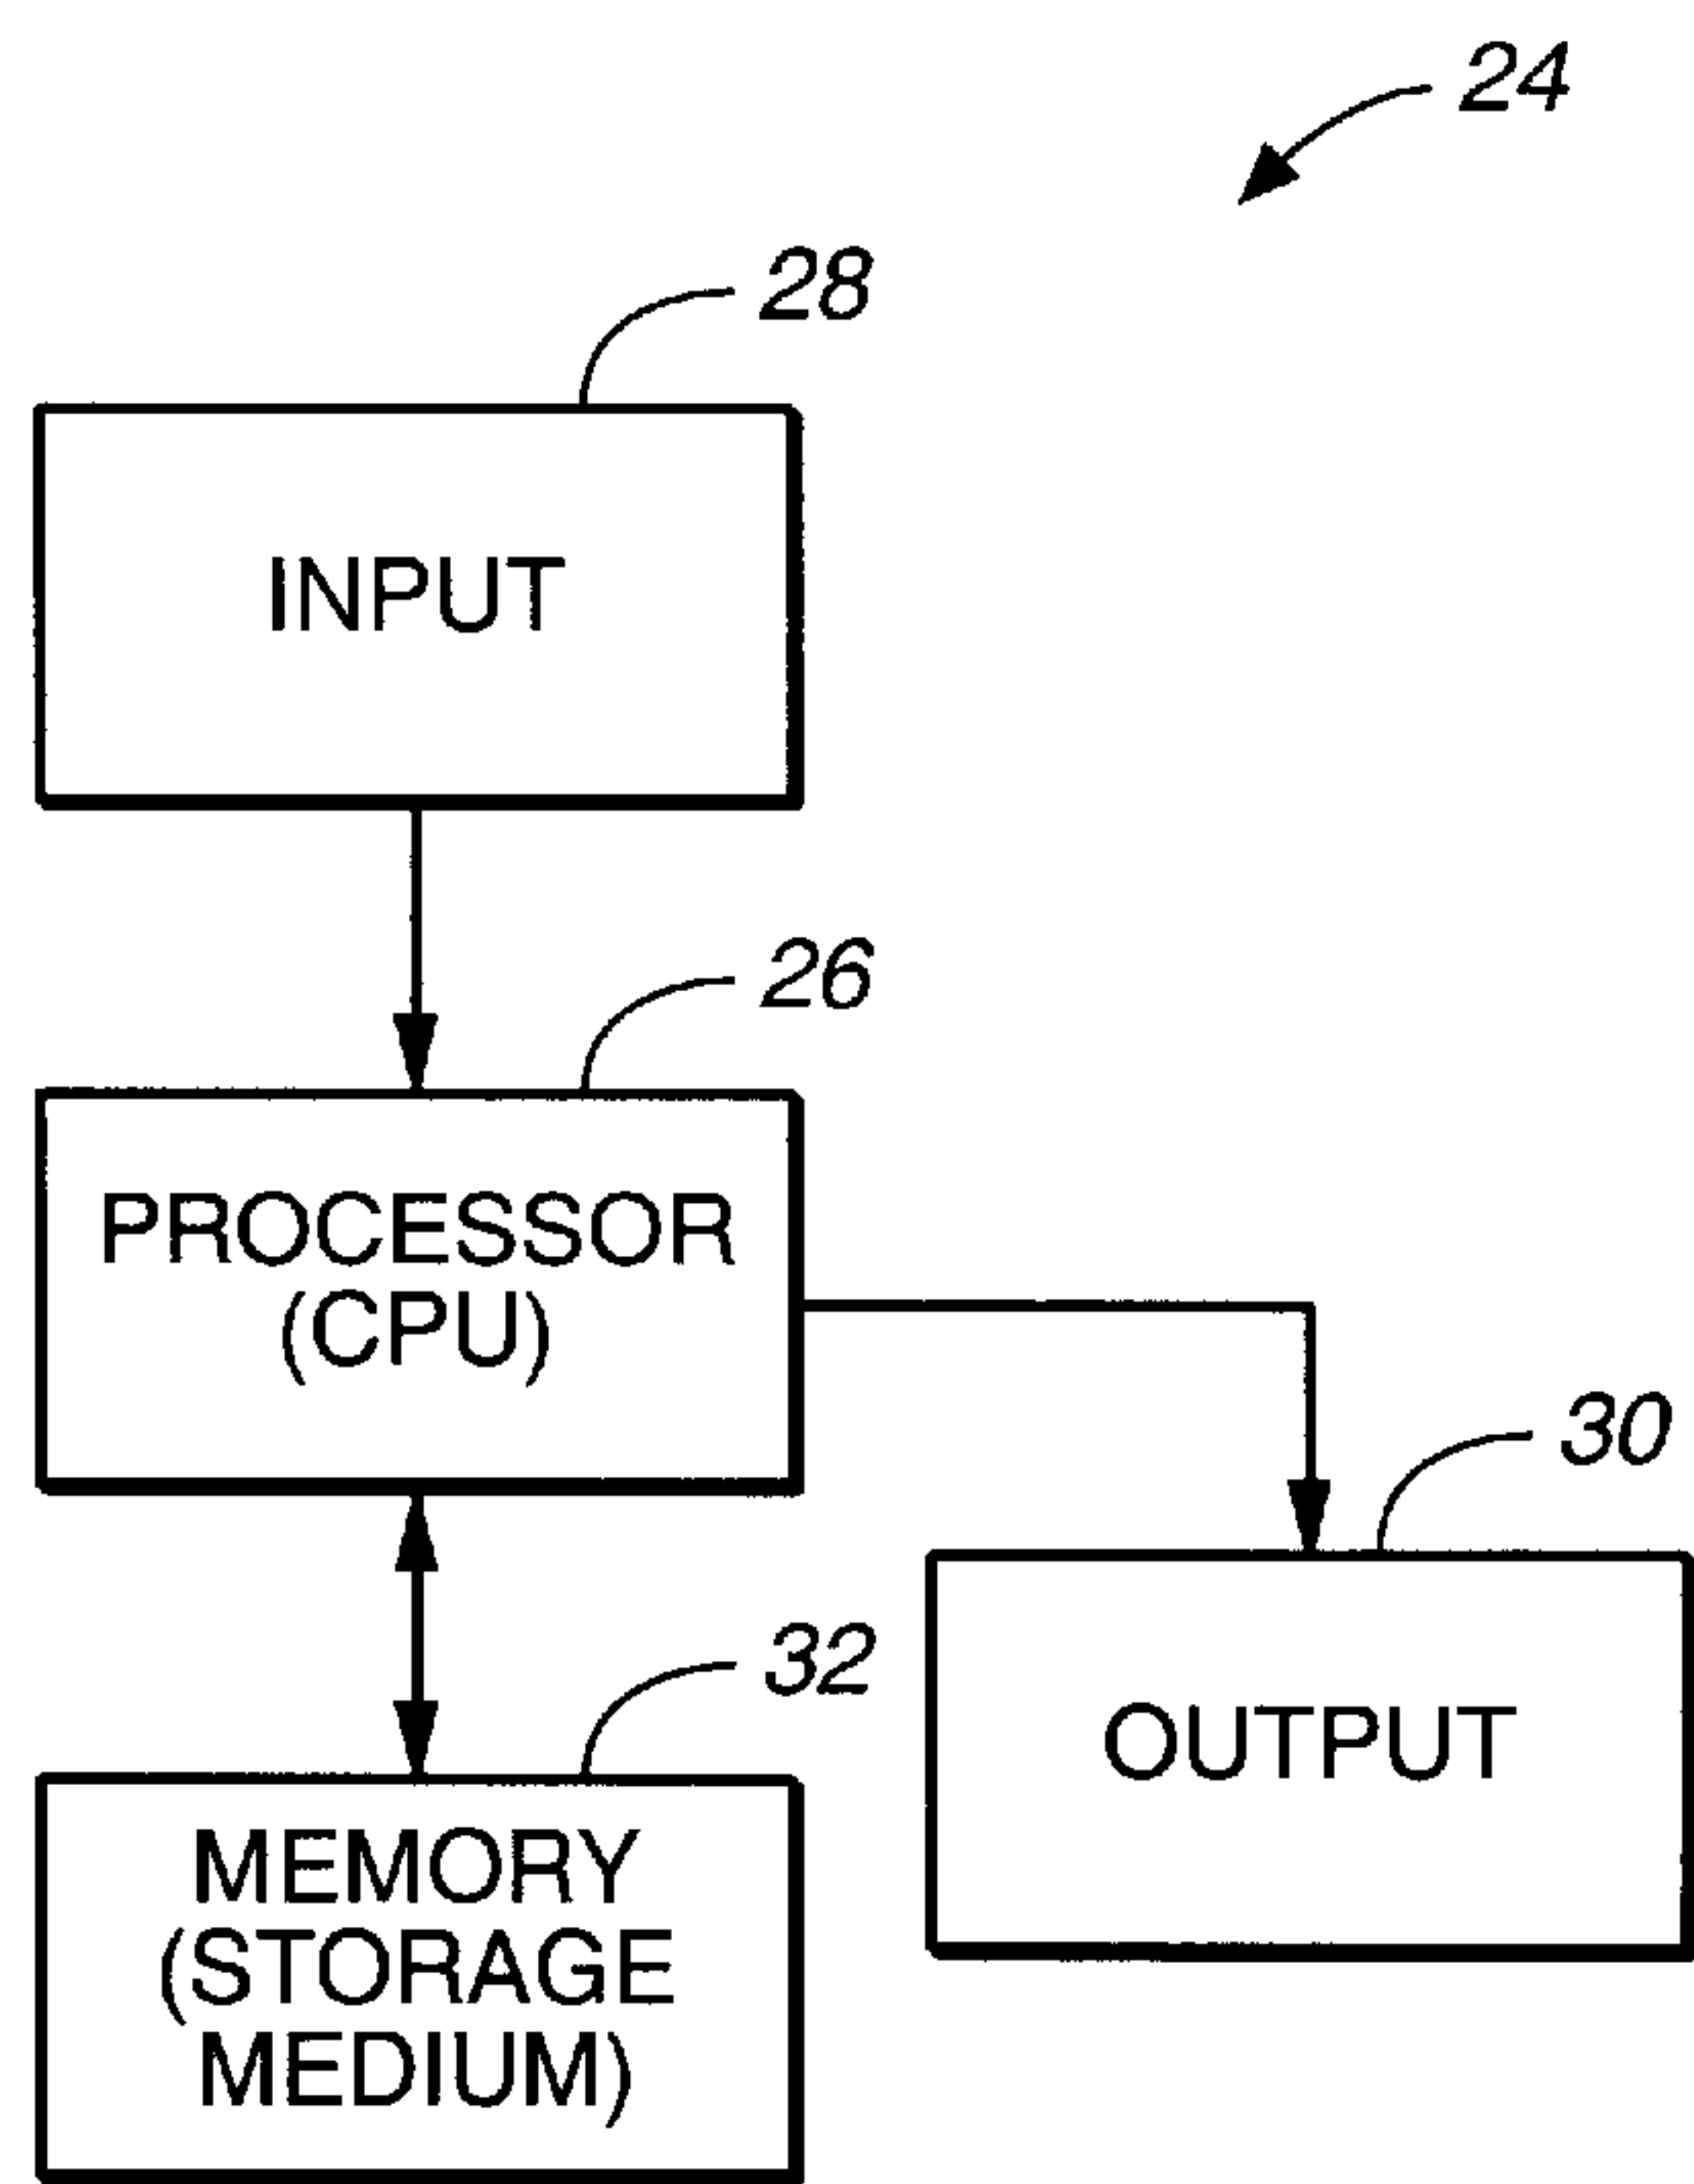 24
28
INPUT
26
PROCESSOR
(CPU)
30
32
OUTPUT
MEMORY
(STORAGE
MEDIUM)